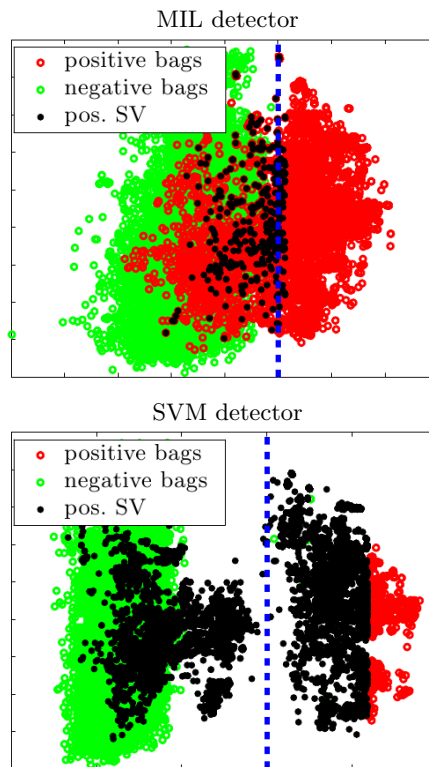 MIL detector
positive bags
negative bags
pos. SV
SVM detector
positive bags
negative bags
pos. SV